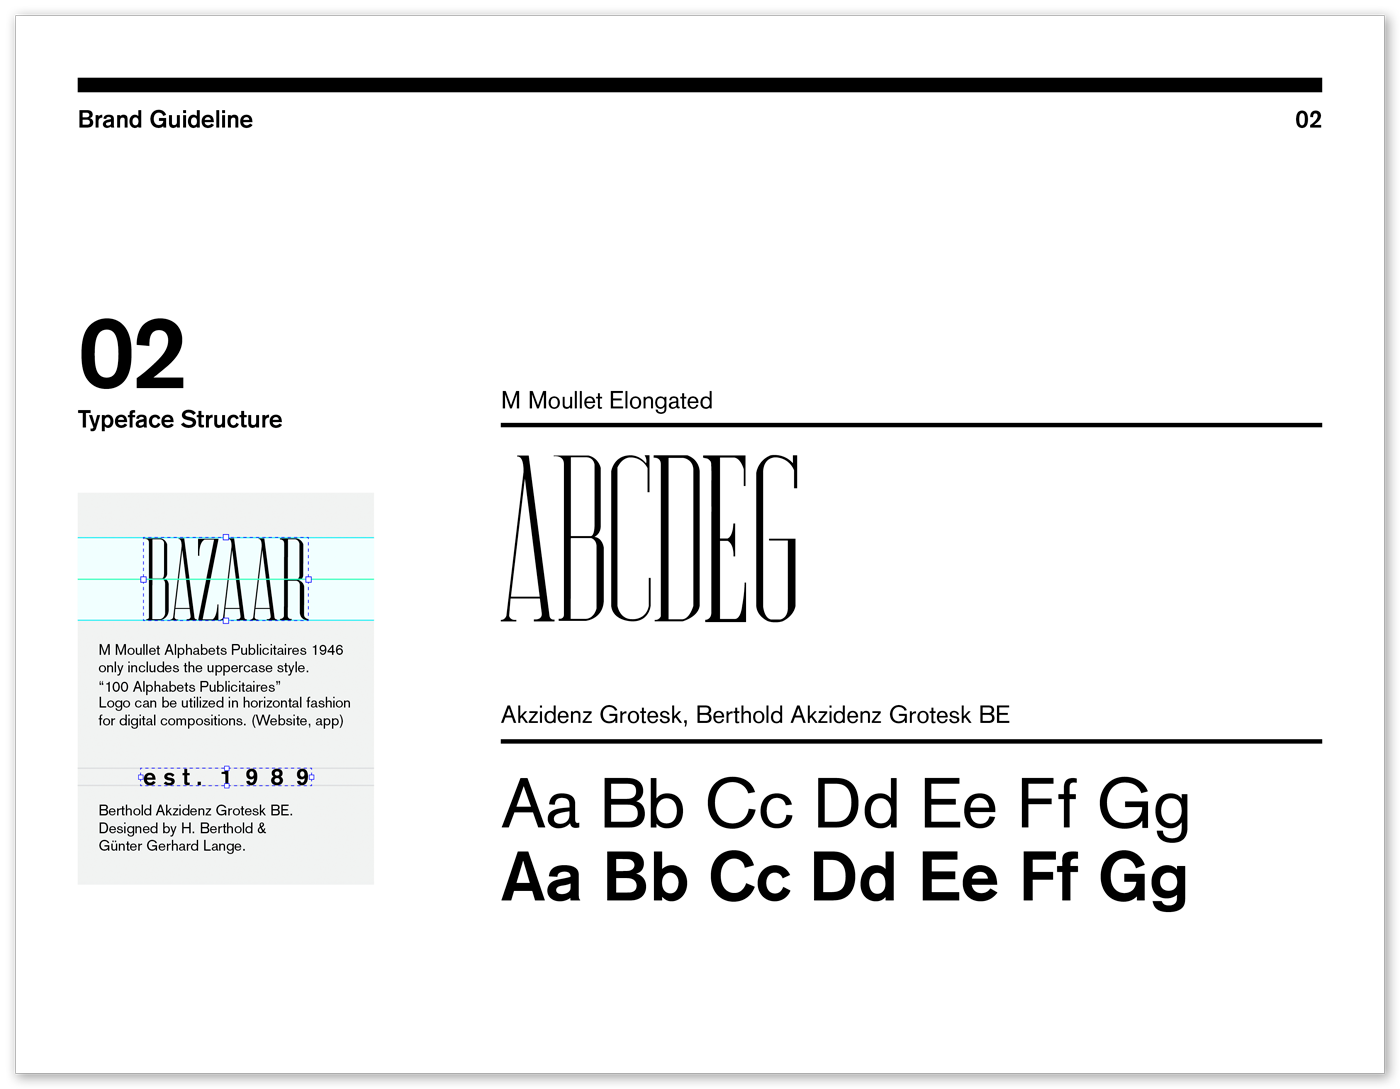 Brand Guideline
02
02
Typeface Structure
BAZAAR
M Moullet Alphabets Publicitaires 1946
only includes the uppercase style.
“100 Alphabets Publicitaires”
Logo can be utilized in horizontal fashion
for digital compositions. (Website, app)
est. 1989
Berthold Akzidenz Grotesk BE.
Designed by H. Berthold &
Günter Gerhard Lange.
M Moullet Elongated
ABCDEG
Akzidenz Grotesk, Berthold Akzidenz Grotesk BE
Aa Bb Cc Dd Ee Ff Gg
Aa Bb Cc Dd Ee Ff Gg